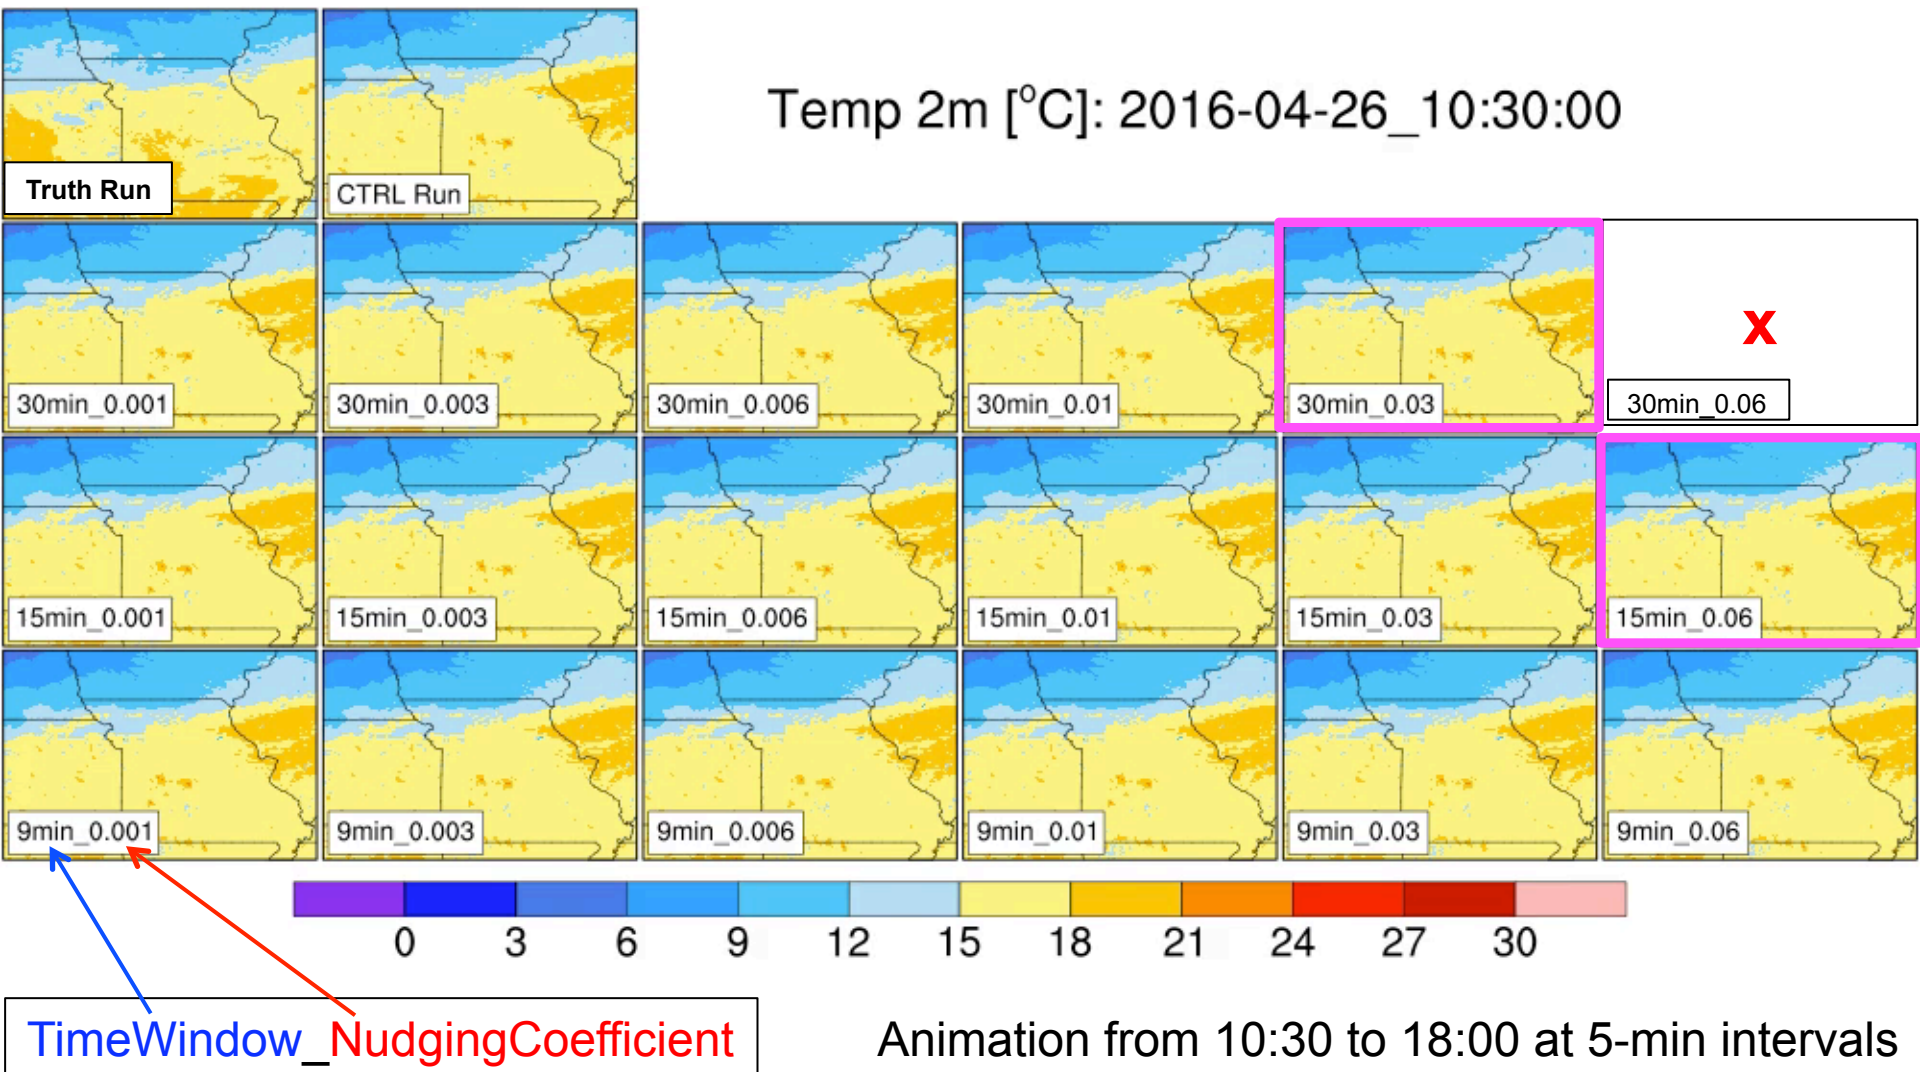 Temp 2m [°C]: 2016-04-26_10:30:00
Truth Run
CTRL Run
30min_0.001
30min_0.003
30min_0.006
30min_0.01
30min_0.03
X
30min_0.06
15min_0.001
15min_0.003
15min_0.006
15min_0.01
15min_0.03
15min_0.06
9min_0.001
9min_0.003
9min_0.006
9min_0.01
9min_0.03
9min_0.06
0 3 6 9 12 15 18 21 24 27 30
TimeWindow_NudgingCoefficient
Animation from 10:30 to 18:00 at 5-min intervals